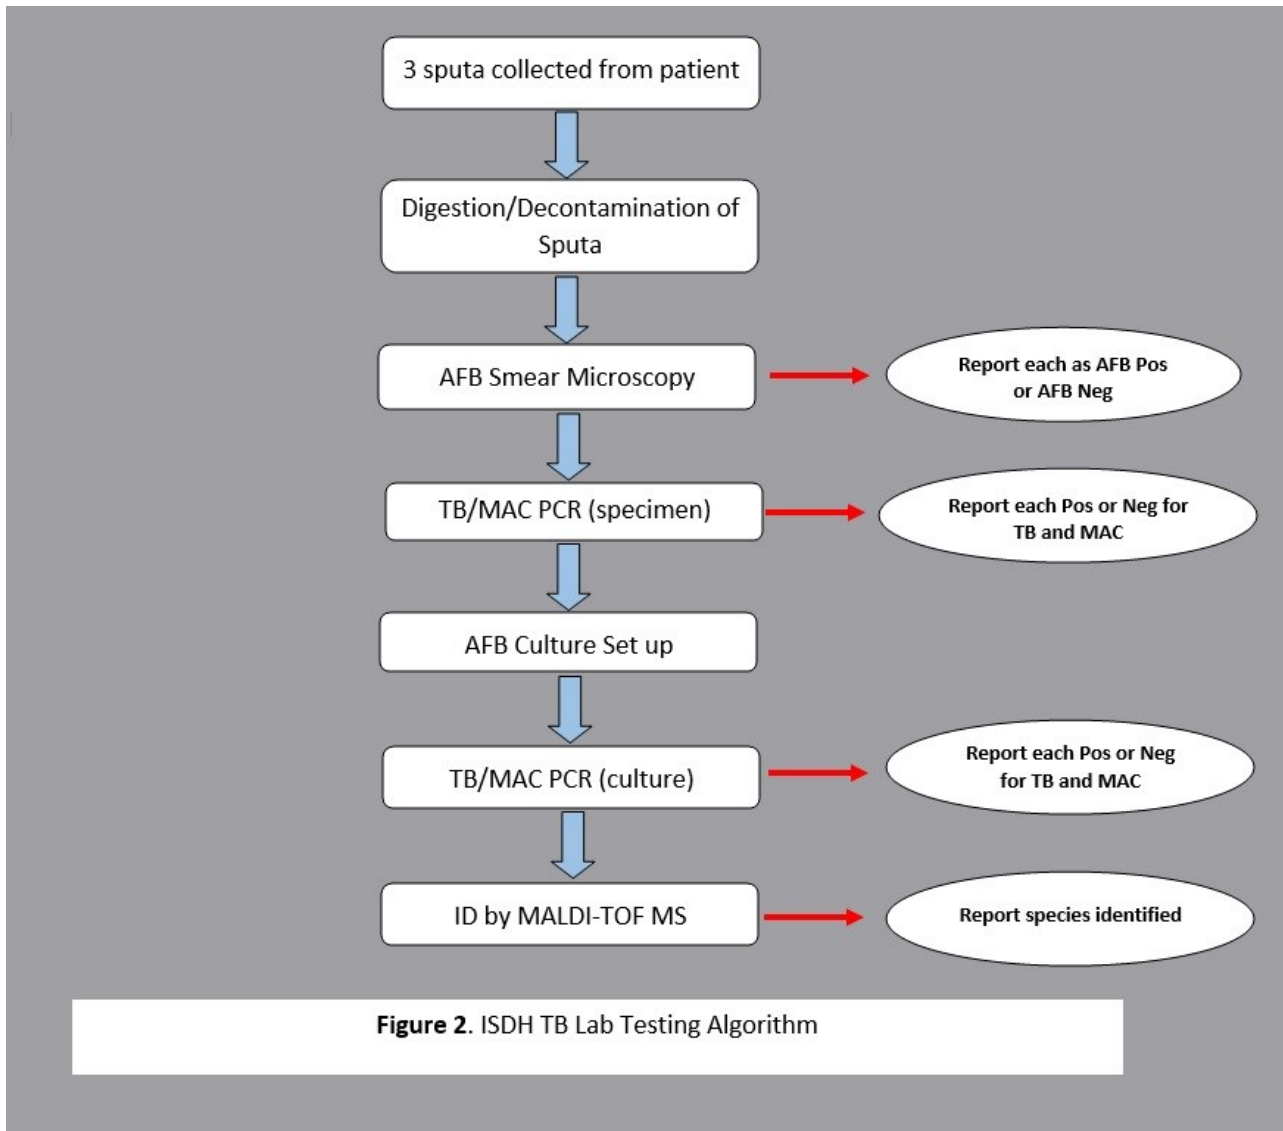 3 sputa collected from patient
Digestion/Decontamination of
Sputa
AFB Smear Microscopy
Report each as AFB Pos
or AFB Neg
TB/MAC PCR (specimen)
Report each Pos or Neg for
TB and MAC
AFB Culture Set up
TB/MAC PCR (culture)
Report each Pos or Neg
for TB and MAC
ID by MALDI-TOF MS
Report species identified
Figure 2. ISDH TB Lab Testing Algorithm